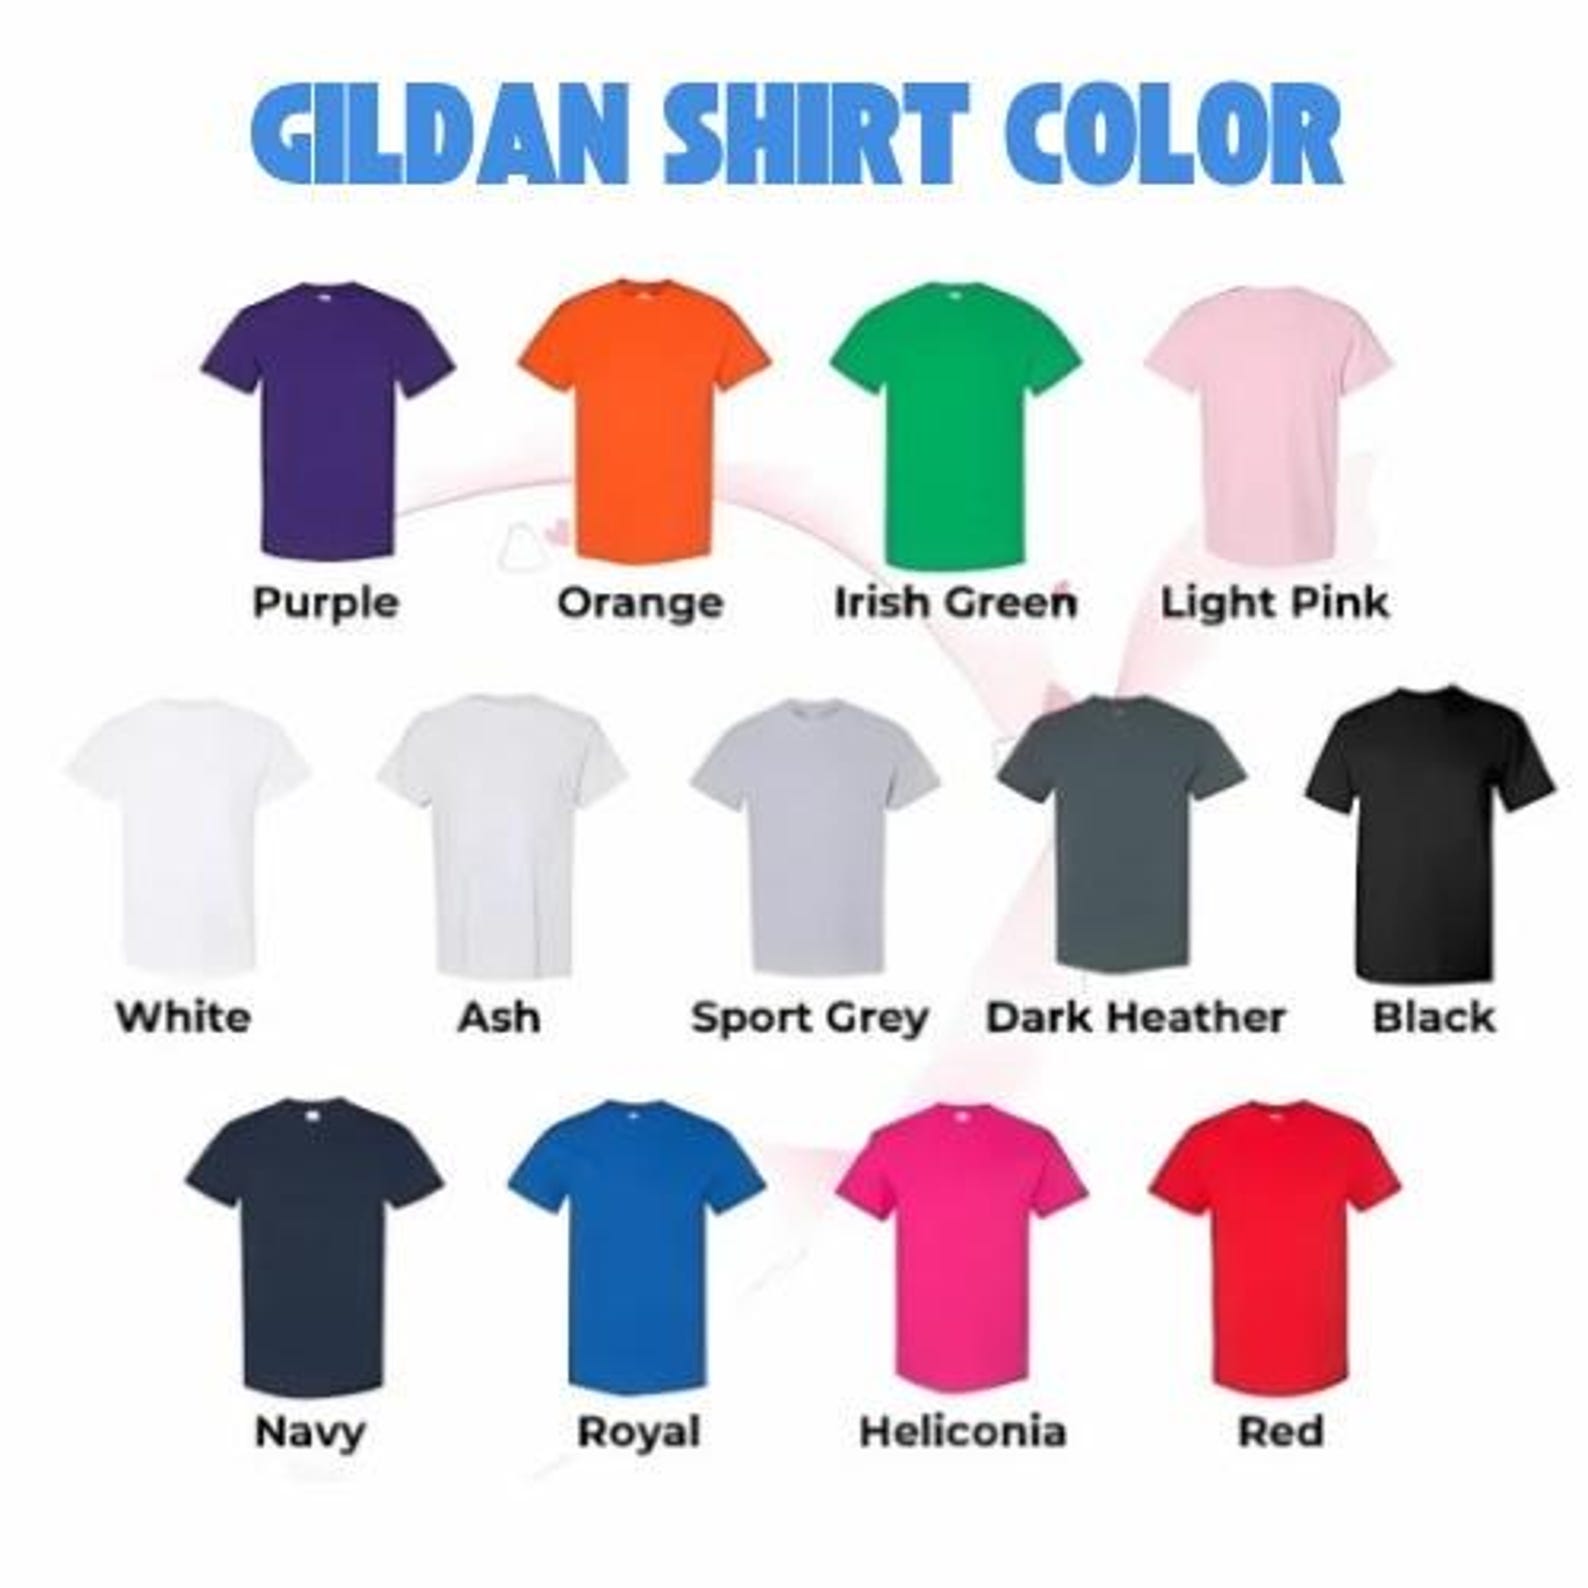 GILDAN SHIRT COLOR
Purple Orange Irish Green Light Pink
White Ash Sport Grey Dark Heather Black
Navy Royal Heliconia Red